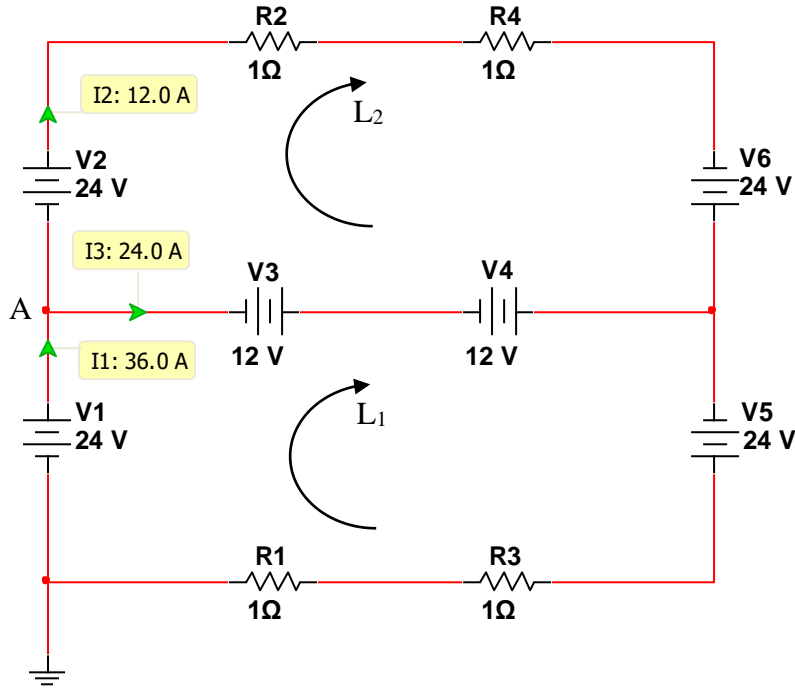 R2
R4
1Ω
1Ω
I2: 12.0 A
L2
V2
24 V
V6
24 V
I3: 24.0 A
V3
V4
A
12 V
12 V
I1: 36.0 A
L1
V1
24 V
V5
24 V
R1
R3
1Ω
1Ω